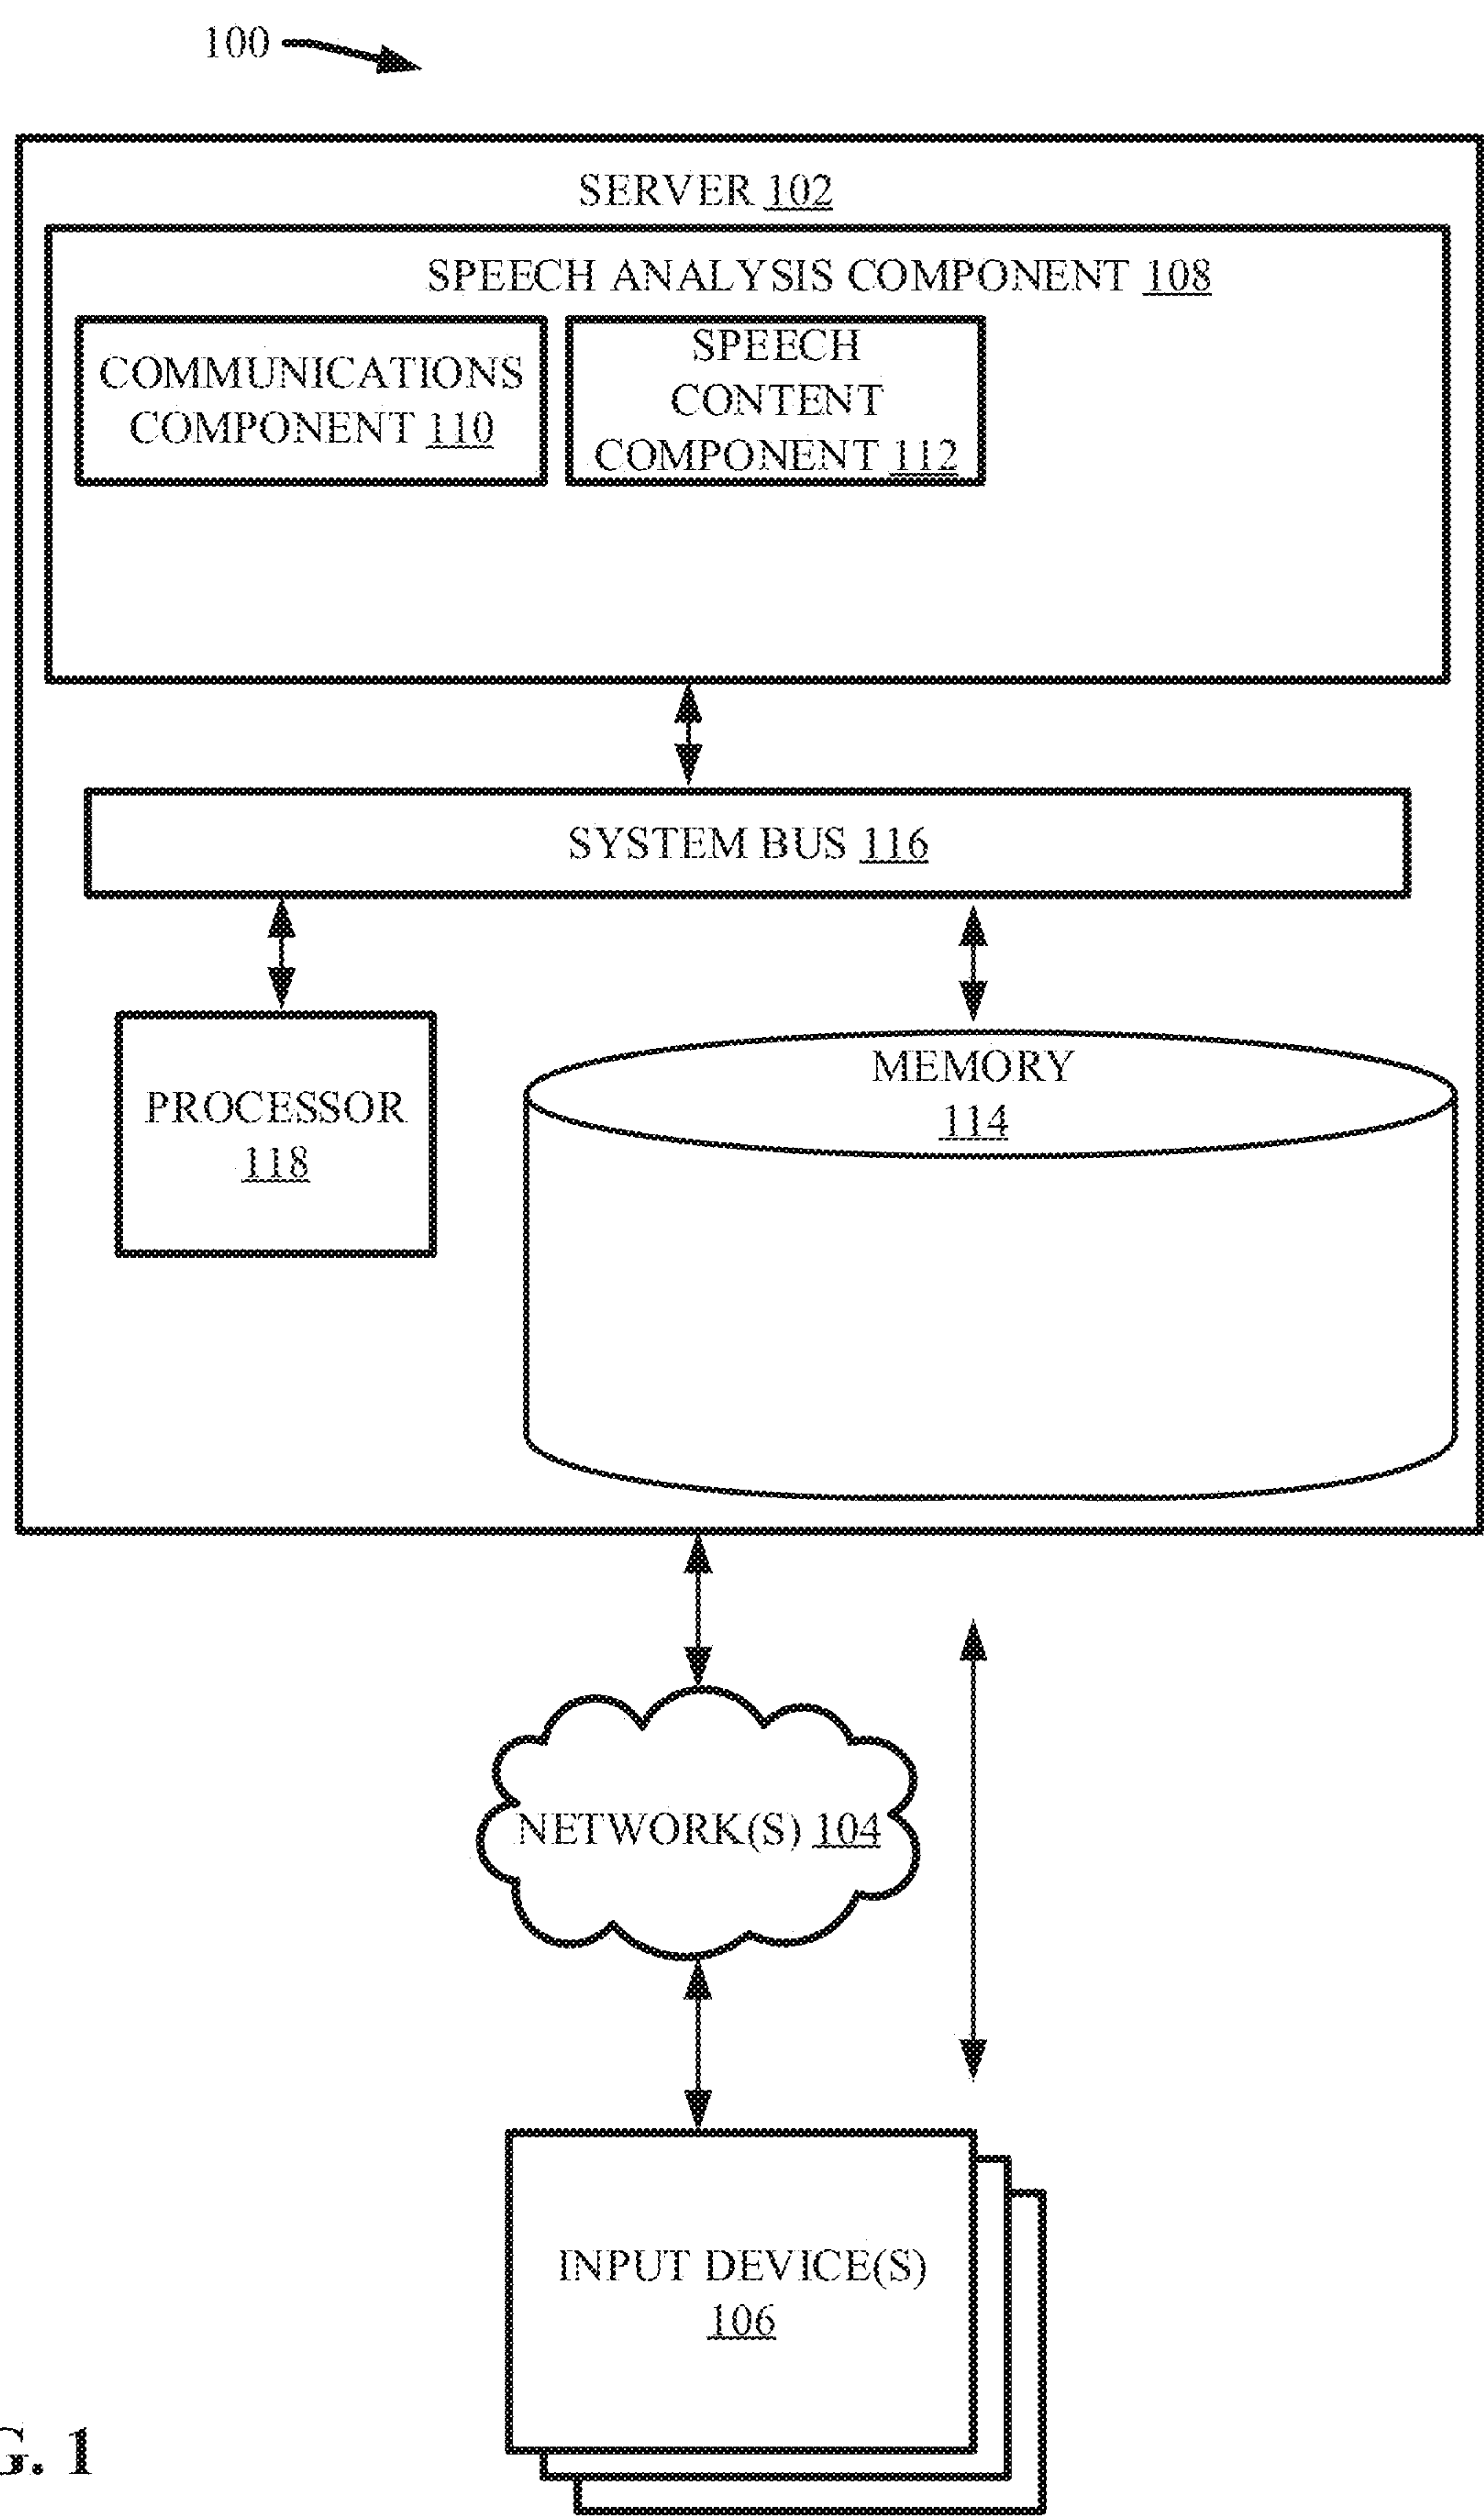 100
SERVER 102
SPEECH ANALYSIS COMPONENT 108
COMMUNICATIONS
COMPONENT 110
SPEECH
CONTENT
COMPONENT 112
SYSTEM BUS 116
PROCESSOR
118
MEMORY
114
NETWORK(S) 104
INPUT DEVICE(S)
106
G. 1